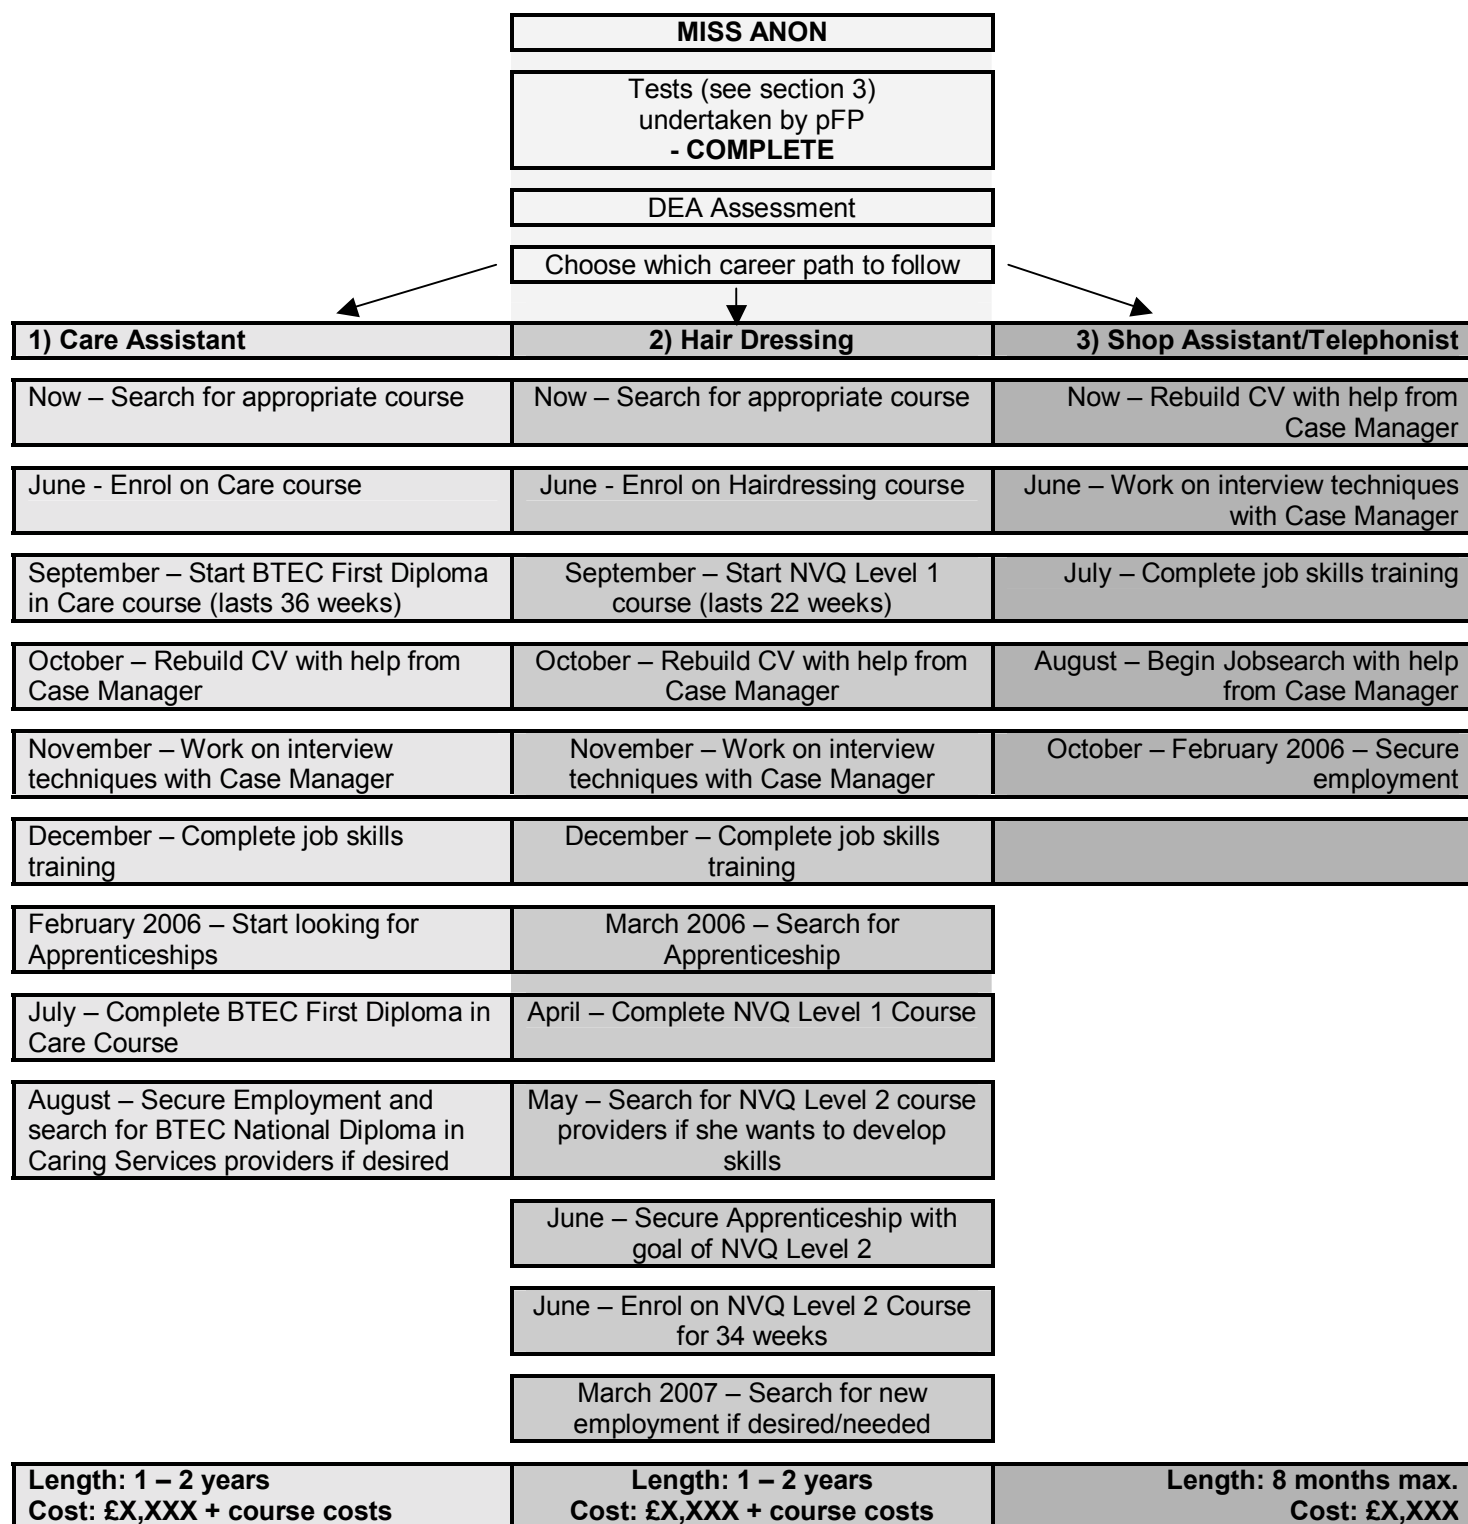 MISS ANON
Tests (see section 3)
undertaken by pFP
- COMPLETE
DEA Assessment
Choose which career path to follow
1) Care Assistant
2) Hair Dressing
3) Shop Assistant/Telephonist
Now – Search for appropriate course
Now – Search for appropriate course
Now – Rebuild CV with help from
Case Manager
June - Enrol on Care course
June - Enrol on Hairdressing course
June – Work on interview techniques
with Case Manager
September – Start BTEC First Diploma
in Care course (lasts 36 weeks)
September – Start NVQ Level 1
course (lasts 22 weeks)
July – Complete job skills training
October – Rebuild CV with help from
Case Manager
October – Rebuild CV with help from
Case Manager
August – Begin Jobsearch with help
from Case Manager
November – Work on interview
techniques with Case Manager
November – Work on interview
techniques with Case Manager
October – February 2006 – Secure
employment
December – Complete job skills
training
December – Complete job skills
training
February 2006 – Start looking for
Apprenticeships
March 2006 – Search for
Apprenticeship
July – Complete BTEC First Diploma in
Care Course
April – Complete NVQ Level 1 Course
August – Secure Employment and
search for BTEC National Diploma in
Caring Services providers if desired
May – Search for NVQ Level 2 course
providers if she wants to develop
skills
June – Secure Apprenticeship with
goal of NVQ Level 2
June – Enrol on NVQ Level 2 Course
for 34 weeks
March 2007 – Search for new
employment if desired/needed
Length: 1 – 2 years
Cost: £X,XXX + course costs
Length: 1 – 2 years
Cost: £X,XXX + course costs
Length: 8 months max.
Cost: £X,XXX